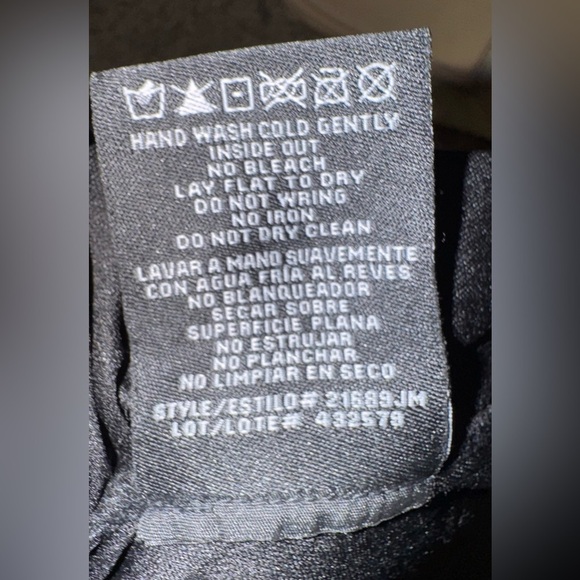 HAND WASH COLD GENTLY
INSIDE OUT
NO BLEACH
LAY FLAT TO DRY
DO NOT WRING
NO IRON
DO NOT DRY CLEAN
LAVAR A MANO SUAVEMENTE
CON AGUA FRÍA AL REVES
NO BLANQUEADOR
SECAR SOBRE
SUPERFICIE PLANA
NO ESTRUJAR
NO PLANCHAR
NO LIMPIAR EN SECO
STYLE/ESTILO# 21689JM
LOT/LOTE# 432579